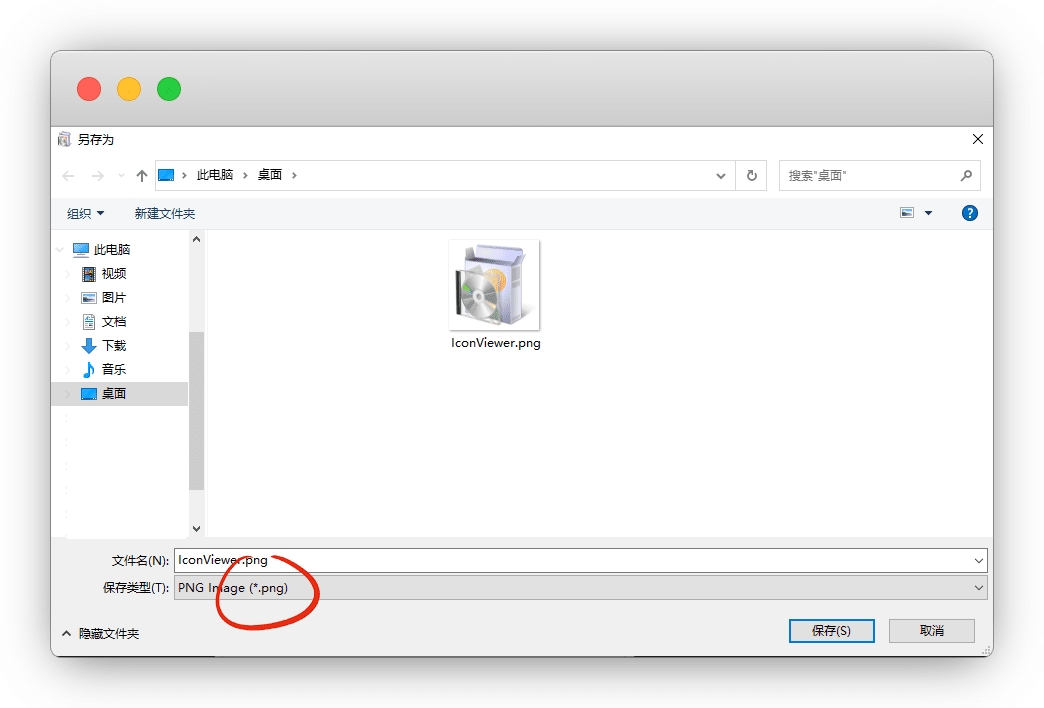 另存为
此电脑 › 桌面 ›
搜索"桌面"
组织
新建文件夹
此电脑
视频
图片
文档
下载
音乐
桌面
IconViewer.png
文件名(N): IconViewer.png
保存类型(T): PNG Image (*.png)
隐藏文件夹
保存(S)
取消